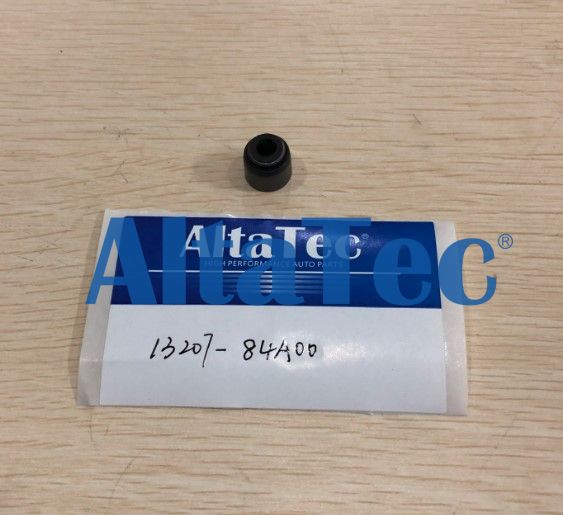 AltaTec®
HIGH PERFORMANCE AUTO PARTS
AltaTec®
13207-84A00